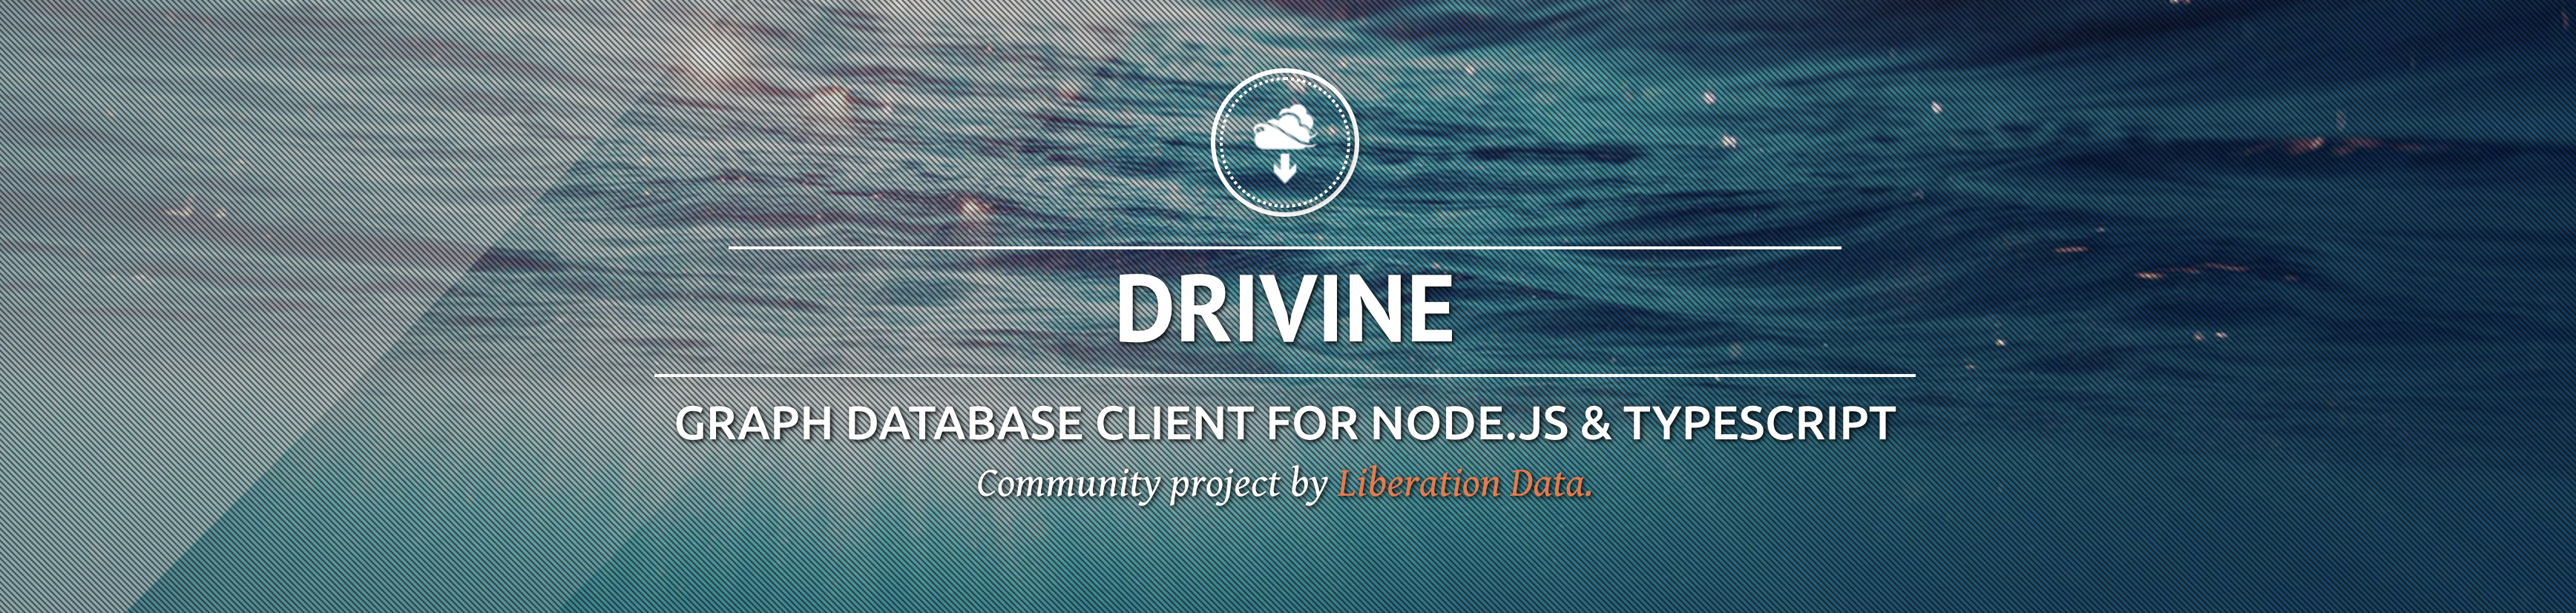 DRIVINE
GRAPH DATABASE CLIENT FOR NODE.JS & TYPESCRIPT
Community project by Liberation Data.